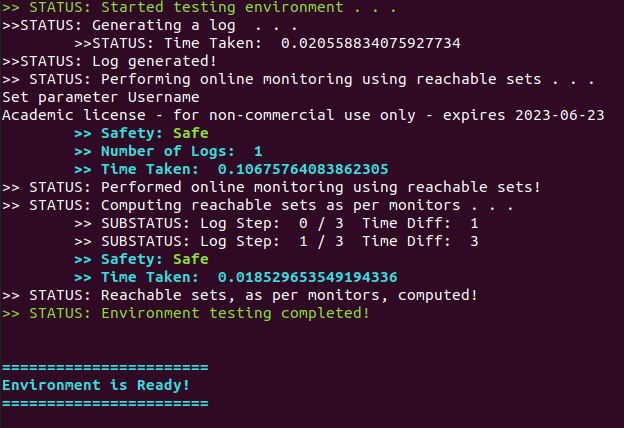 >> STATUS: Started testing environment . . .
>>STATUS: Generating a log  . . .
        >>STATUS: Time Taken:  0.020558834075927734
>>STATUS: Log generated!
>> STATUS: Performing online monitoring using reachable sets . . .
Set parameter Username
Academic license - for non-commercial use only - expires 2023-06-23
        >> Safety: Safe
        >> Number of Logs:  1
        >> Time Taken:  0.10675764083862305
>> STATUS: Performed online monitoring using reachable sets!
>> STATUS: Computing reachable sets as per monitors . . .
        >> SUBSTATUS: Log Step:  0 / 3  Time Diff:  1
        >> SUBSTATUS: Log Step:  1 / 3  Time Diff:  3
        >> Safety: Safe
        >> Time Taken:  0.018529653549194336
>> STATUS: Reachable sets, as per monitors, computed!
>> STATUS: Environment testing completed!
=======================
Environment is Ready!
=======================